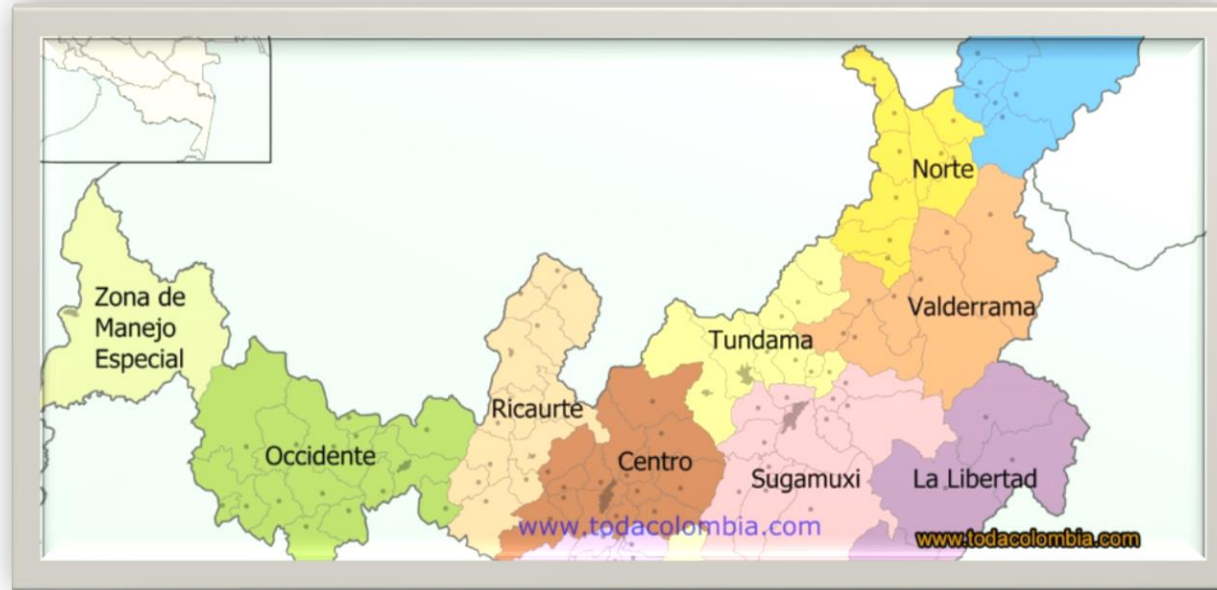 Norte
Zona de
Manejo
Especial
Valderrama
Tundama
Ricaurte
Occidente
Centro
Sugamuxi
La Libertad
www.todacolombia.com
www.todacolombia.com